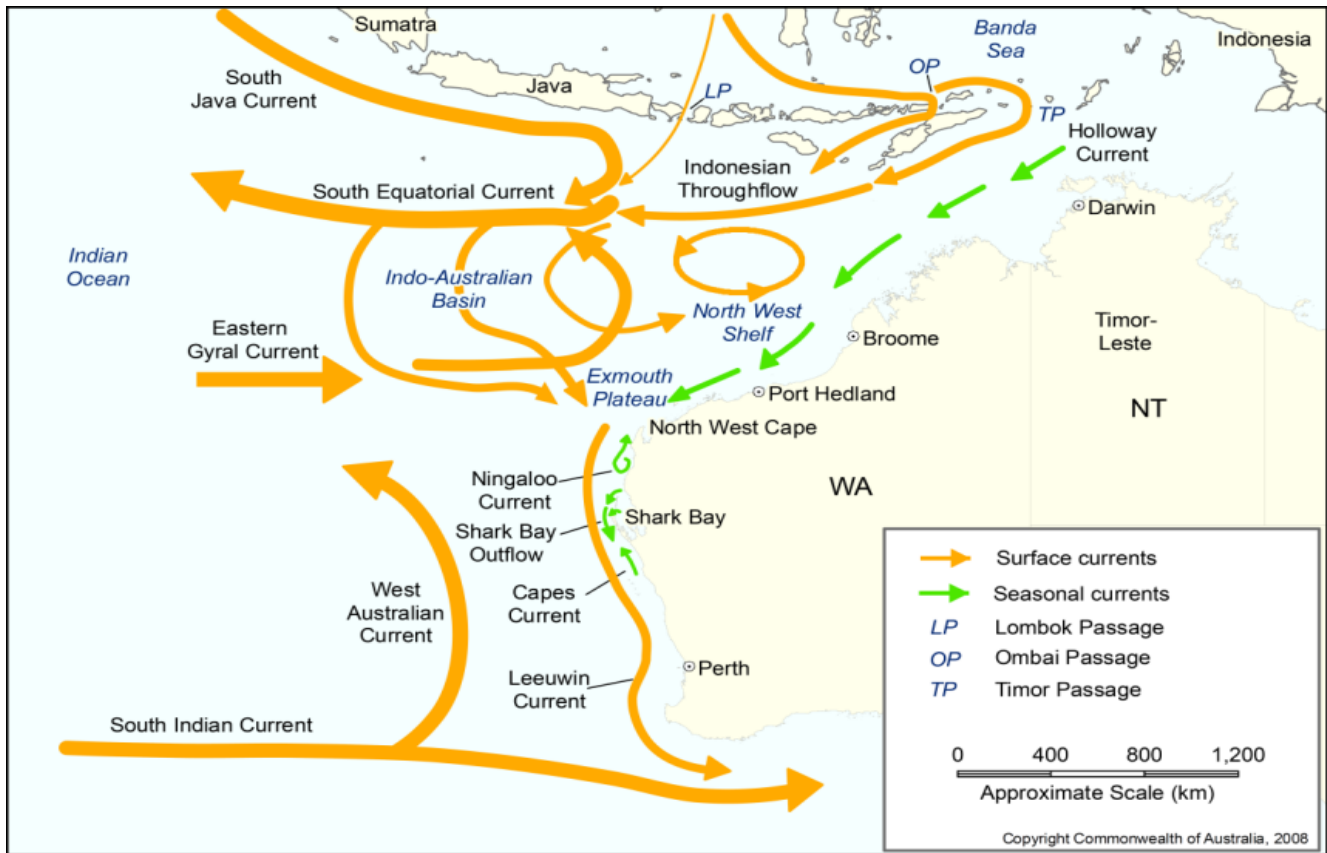 Sumatra
Banda
Sea
Indonesia
South
Java Current
Java
LP
OP
TP
Holloway
Current
Indonesian
Throughflow
South Equatorial Current
Darwin
Indian
Ocean
Indo-Australian
Basin
North West
Shelf
Eastern
Gyral Current
Broome
Timor-
Leste
Exmouth
Plateau
Port Hedland
NT
North West Cape
Ningaloo
Current
WA
Shark Bay
Shark Bay
Outflow
Capes
Current
West
Australian
Current
Leeuwin
Current
Perth
South Indian Current
Surface currents
Seasonal currents
LP Lombok Passage
OP Ombai Passage
TP Timor Passage
0 400 800 1,200
Approximate Scale (km)
Copyright Commonwealth of Australia, 2008